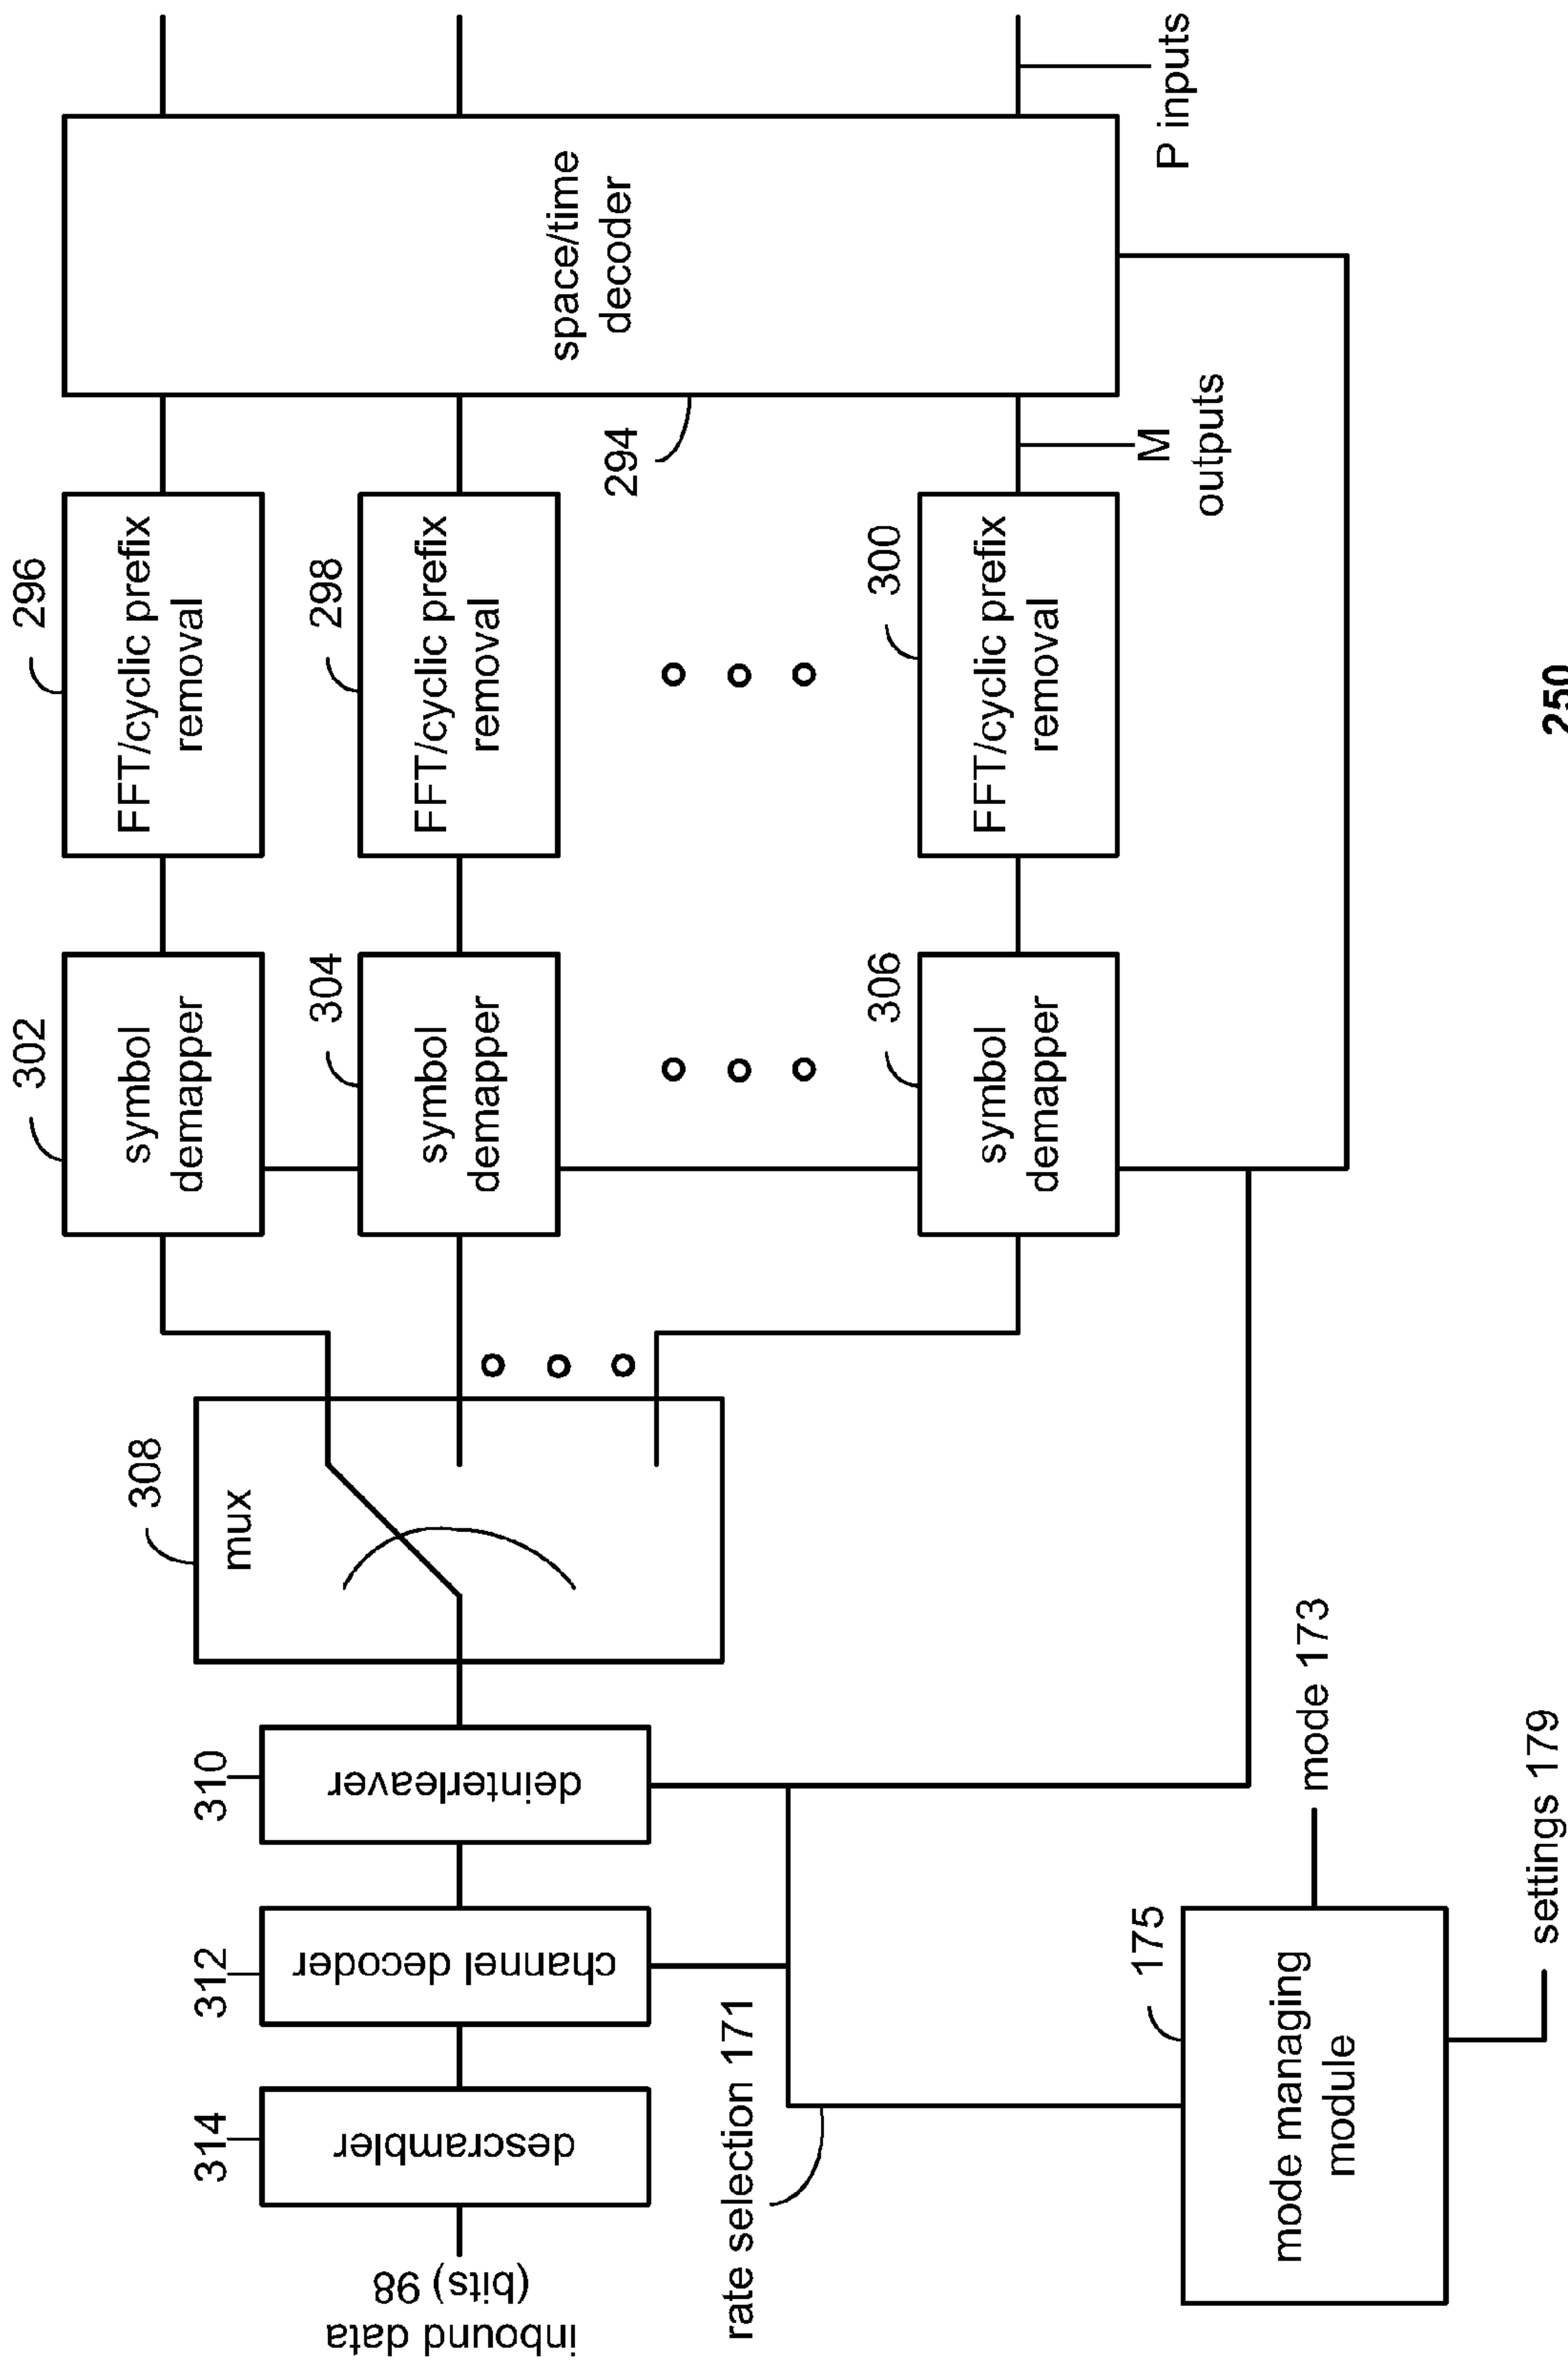 296
FFT/cyclic prefix
removal
302
symbol
demapper
298
FFT/cyclic prefix
removal
304
symbol
demapper
300
FFT/cyclic prefix
removal
306
symbol
demapper
space/time
decoder
294
M
outputs
P inputs
308
mux
310
deinterleaver
312
channel decoder
314
descrambler
inbound data
(bits) 98
rate selection 171
175
mode managing
module
mode 173
settings 179
250